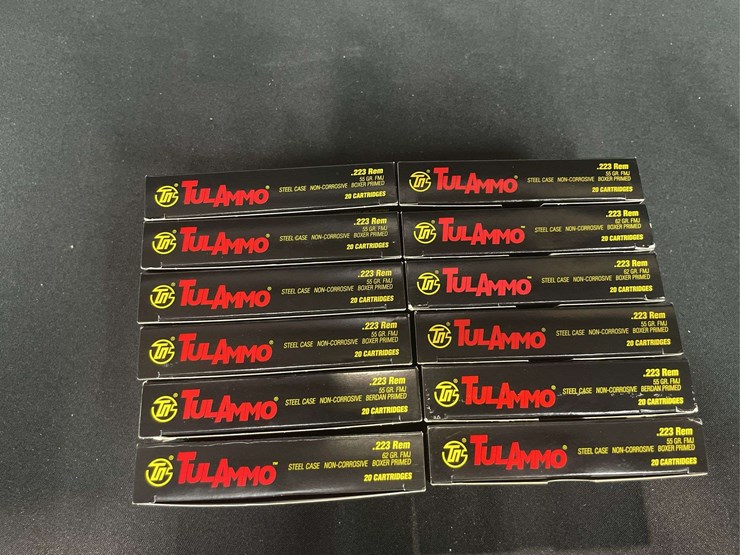 TNS TULAMMO® .223 Rem
55 GR. FMJ
STEEL CASE NON-CORROSIVE BOXER PRIMED
20 CARTRIDGES
TULAMMO® .223 Rem
55 GR. FMJ
STEEL CASE NON-CORROSIVE BOXER PRIMED
20 CARTRIDGES
TULAMMO® .223 Rem
55 GR. FMJ
STEEL CASE NON-CORROSIVE BOXER PRIMED
20 CARTRIDGES
TULAMMO® .223 Rem
55 GR. FMJ
STEEL CASE NON-CORROSIVE BOXER PRIMED
20 CARTRIDGES
TULAMMO® .223 Rem
55 GR. FMJ
STEEL CASE NON-CORROSIVE BERDAN PRIMED
20 CARTRIDGES
TULAMMO™ .223 Rem
62 GR. FMJ
STEEL CASE NON-CORROSIVE BOXER PRIMED
20 CARTRIDGES
TULAMMO® .223 Rem
55 GR. FMJ
STEEL CASE NON-CORROSIVE BOXER PRIMED
20 CARTRIDGES
TULAMMO™ .223 Rem
62 GR. FMJ
STEEL CASE NON-CORROSIVE BOXER PRIMED
20 CARTRIDGES
TULAMMO™ .223 Rem
62 GR. FMJ
STEEL CASE NON-CORROSIVE BOXER PRIMED
20 CARTRIDGES
TULAMMO® .223 Rem
55 GR. FMJ
STEEL CASE NON-CORROSIVE BOXER PRIMED
20 CARTRIDGES
TULAMMO® .223 Rem
55 GR. FMJ
STEEL CASE NON-CORROSIVE BERDAN PRIMED
20 CARTRIDGES
TULAMMO® .223 Rem
55 GR. FMJ
STEEL CASE NON-CORROSIVE BOXER PRIMED
20 CARTRIDGES